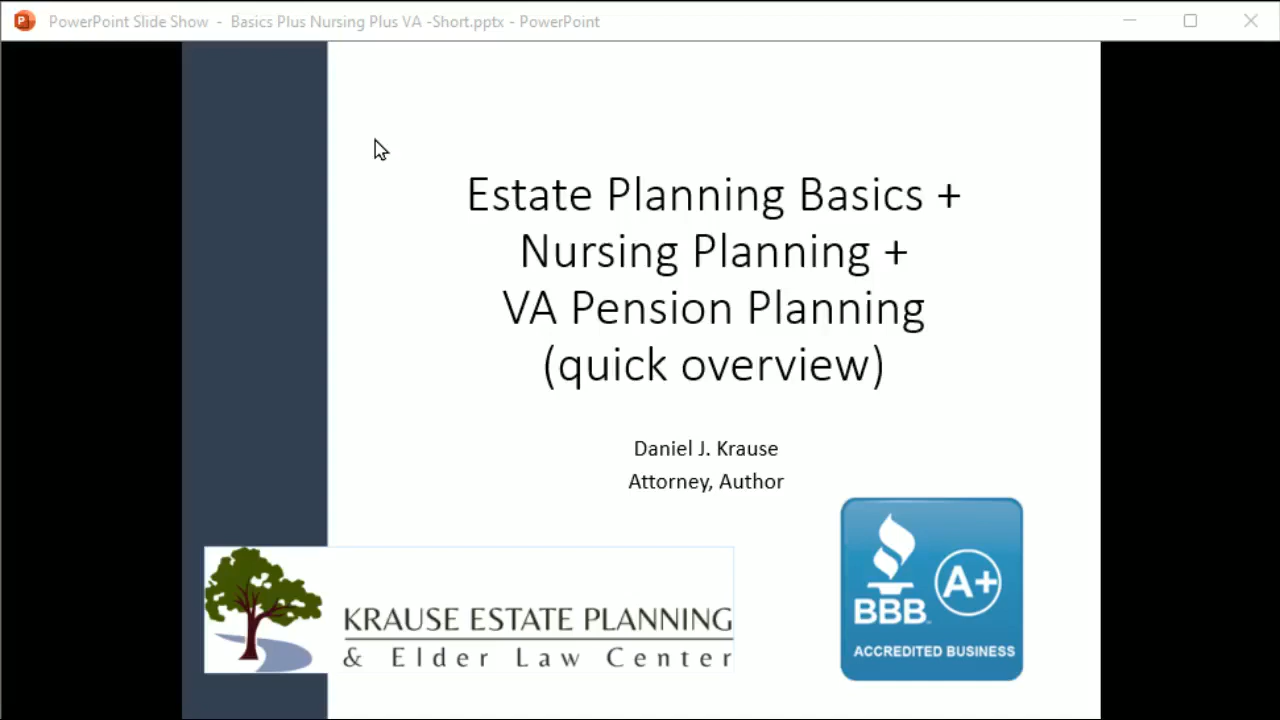 PowerPoint Slide Show - Basics Plus Nursing Plus VA -Short.pptx - PowerPoint
Estate Planning Basics +
Nursing Planning +
VA Pension Planning
(quick overview)
Daniel J. Krause
Attorney, Author
KRAUSE ESTATE PLANNING
& Elder Law Center
A+
BBB
ACCREDITED BUSINESS